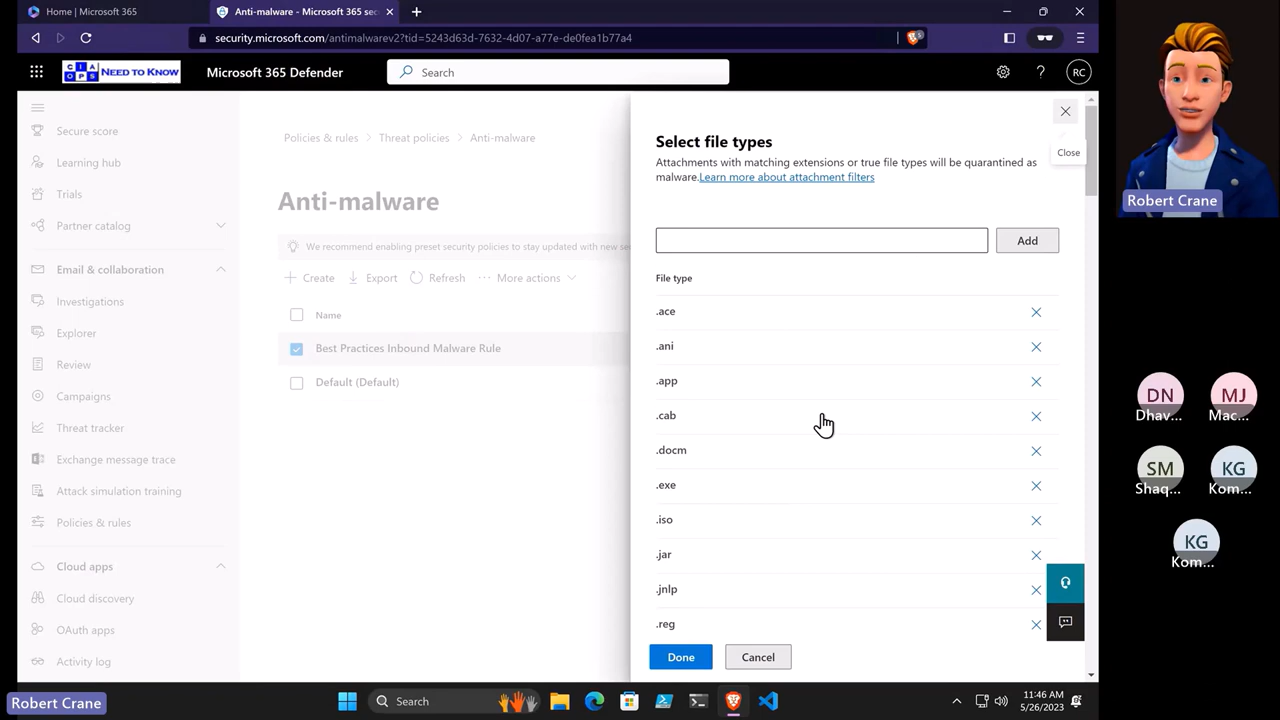 Home | Microsoft 365
Anti-malware - Microsoft 365 sec
security.microsoft.com/antimalwarev2?tid=5243d63d-7632-4d07-a77e-de0fea1b77a4
CIAOPS NEED TO KNOW
Microsoft 365 Defender
Search
RC
Secure score
Learning hub
Trials
Partner catalog
Email & collaboration
Investigations
Explorer
Review
Campaigns
Threat tracker
Exchange message trace
Attack simulation training
Policies & rules
Cloud apps
Cloud discovery
OAuth apps
Activity log
Policies & rules > Threat policies > Anti-malware
Anti-malware
We recommend enabling preset security policies to stay updated with new se
Create
Export
Refresh
More actions
Name
Best Practices Inbound Malware Rule
Default (Default)
Close
Select file types
Attachments with matching extensions or true file types will be quarantined as
malware.Learn more about attachment filters
Add
File type
.ace
.ani
.app
.cab
.docm
.exe
.iso
.jar
.jnlp
.reg
Done
Cancel
Robert Crane
DN
Dhav...
MJ
Mac...
SM
Shaq...
KG
Kom...
KG
Kom...
Robert Crane
Search
11:46 AM
5/26/2023